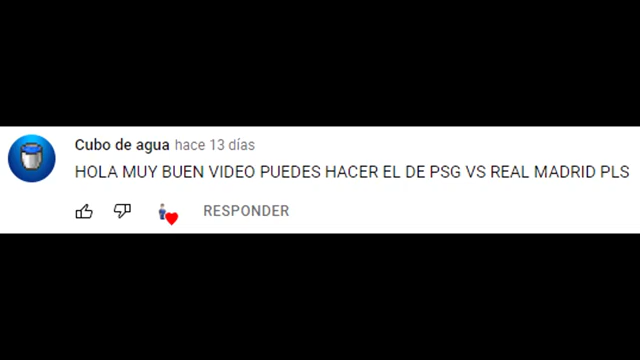 Cubo de agua hace 13 días
HOLA MUY BUEN VIDEO PUEDES HACER EL DE PSG VS REAL MADRID PLS
RESPONDER